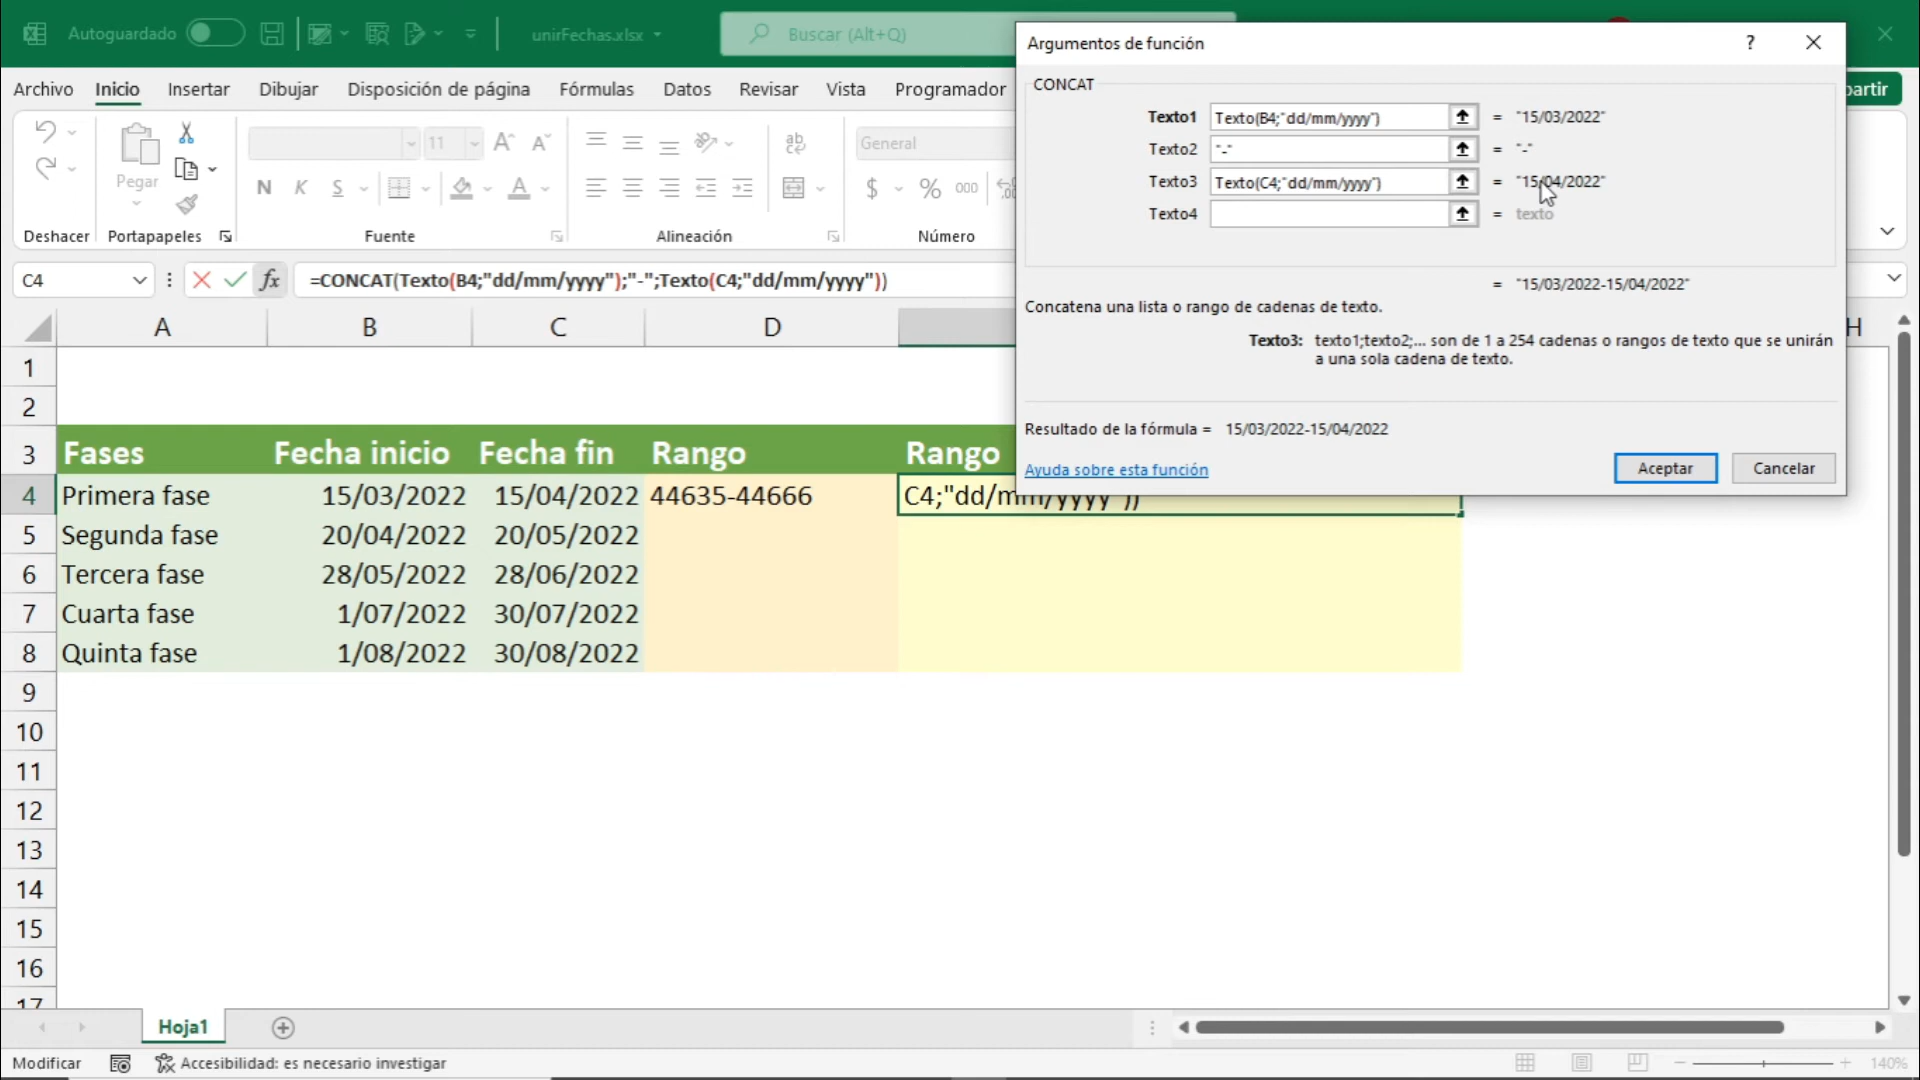 Autoguardado
unirFechas.xlsx
Buscar (Alt+Q)
Archivo Inicio Insertar Dibujar Disposición de página Fórmulas Datos Revisar Vista Programador
Pegar
11
General
N K S
$ % 000
Deshacer Portapapeles Fuente Alineación Número
C4
fx
=CONCAT(Texto(B4;"dd/mm/yyyy");"-";Texto(C4;"dd/mm/yyyy"))
Argumentos de función
?
CONCAT
Texto1 Texto(B4;"dd/mm/yyyy") = "15/03/2022"
Texto2 "-" = "-"
Texto3 Texto(C4;"dd/mm/yyyy") = "15/04/2022"
Texto4 = texto
= "15/03/2022-15/04/2022"
Concatena una lista o rango de cadenas de texto.
Texto3: texto1;texto2;... son de 1 a 254 cadenas o rangos de texto que se unirán
a una sola cadena de texto.
Resultado de la fórmula = 15/03/2022-15/04/2022
Ayuda sobre esta función
Aceptar Cancelar
A B C D H
1
2
3 Fases Fecha inicio Fecha fin Rango Rango
4 Primera fase 15/03/2022 15/04/2022 44635-44666 C4;"dd/mm/yyyy"))
5 Segunda fase 20/04/2022 20/05/2022
6 Tercera fase 28/05/2022 28/06/2022
7 Cuarta fase 1/07/2022 30/07/2022
8 Quinta fase 1/08/2022 30/08/2022
9
10
11
12
13
14
15
16
17
Hoja1
Modificar Accesibilidad: es necesario investigar 140%